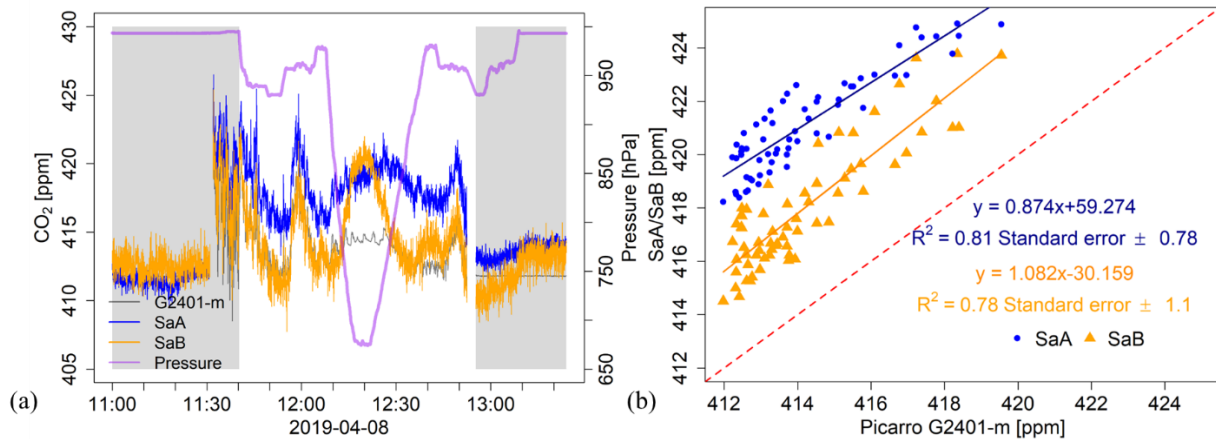 430
425
420
415
410
405
CO₂ [ppm]
G2401-m
SaA
SaB
Pressure
950
850
750
650
Pressure [hPa]
11:00 11:30 12:00 12:30 13:00
2019-04-08
(a)
424
422
420
418
416
414
412
SaA/SaB [ppm]
y = 0.874x+59.274
R² = 0.81 Standard error ± 0.78
y = 1.082x-30.159
R² = 0.78 Standard error ± 1.1
SaA SaB
412 414 416 418 420 422 424
Picarro G2401-m [ppm]
(b)